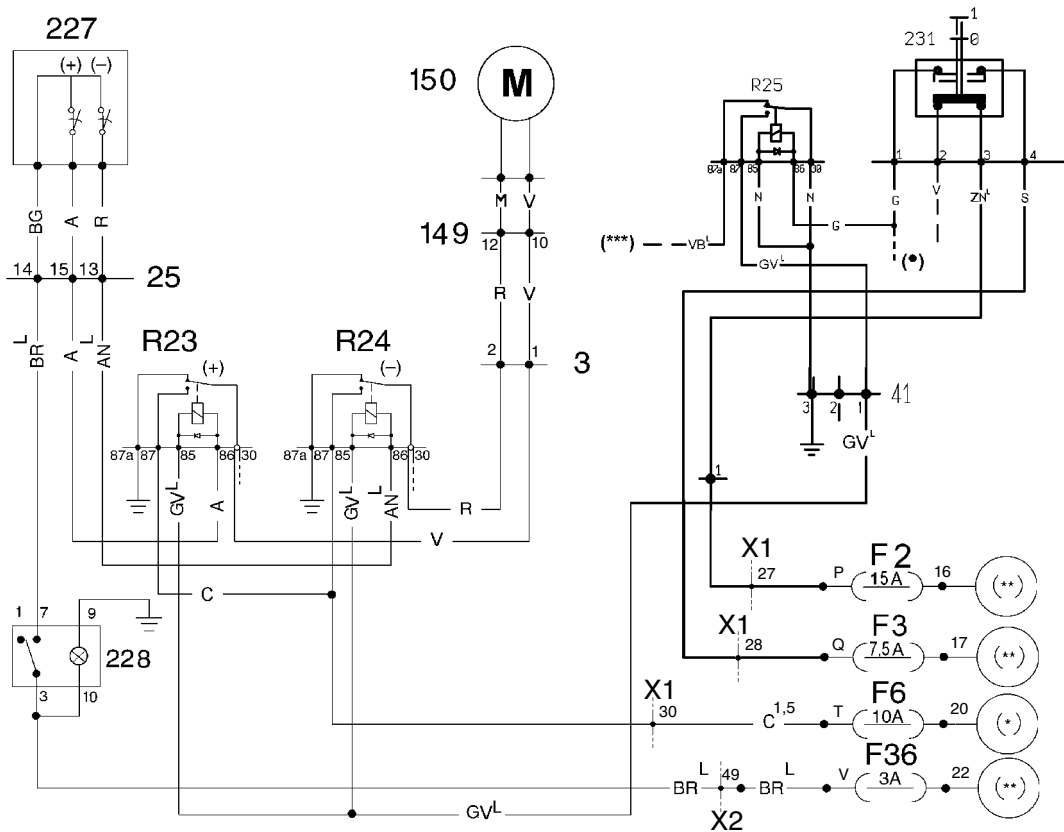 227
(+) (-)
BG
A
R
14
15
13
25
BR L
A
AN L
150
M
M
V
149
12
10
R
V
2
1
3
R23
(+)
87a
87
85
86
30
GV L
A
R24
(-)
87a
87
85
86
30
GV L
AN L
R
V
C
1
7
9
228
3
10
R25
87a
87
85
86
30
N
N
G
(***)
VB L
GV L
231
1
0
1
2
3
4
G
V
ZN L
S
(•)
3
2
1
41
GV L
1
X1
27
P
F2
15A
16
(**)
X1
28
Q
F3
7,5A
17
(**)
X1
30
C 1,5
T
F6
10A
20
(*)
BR L
49
X2
BR L
V
F36
3A
22
(**)
GV L